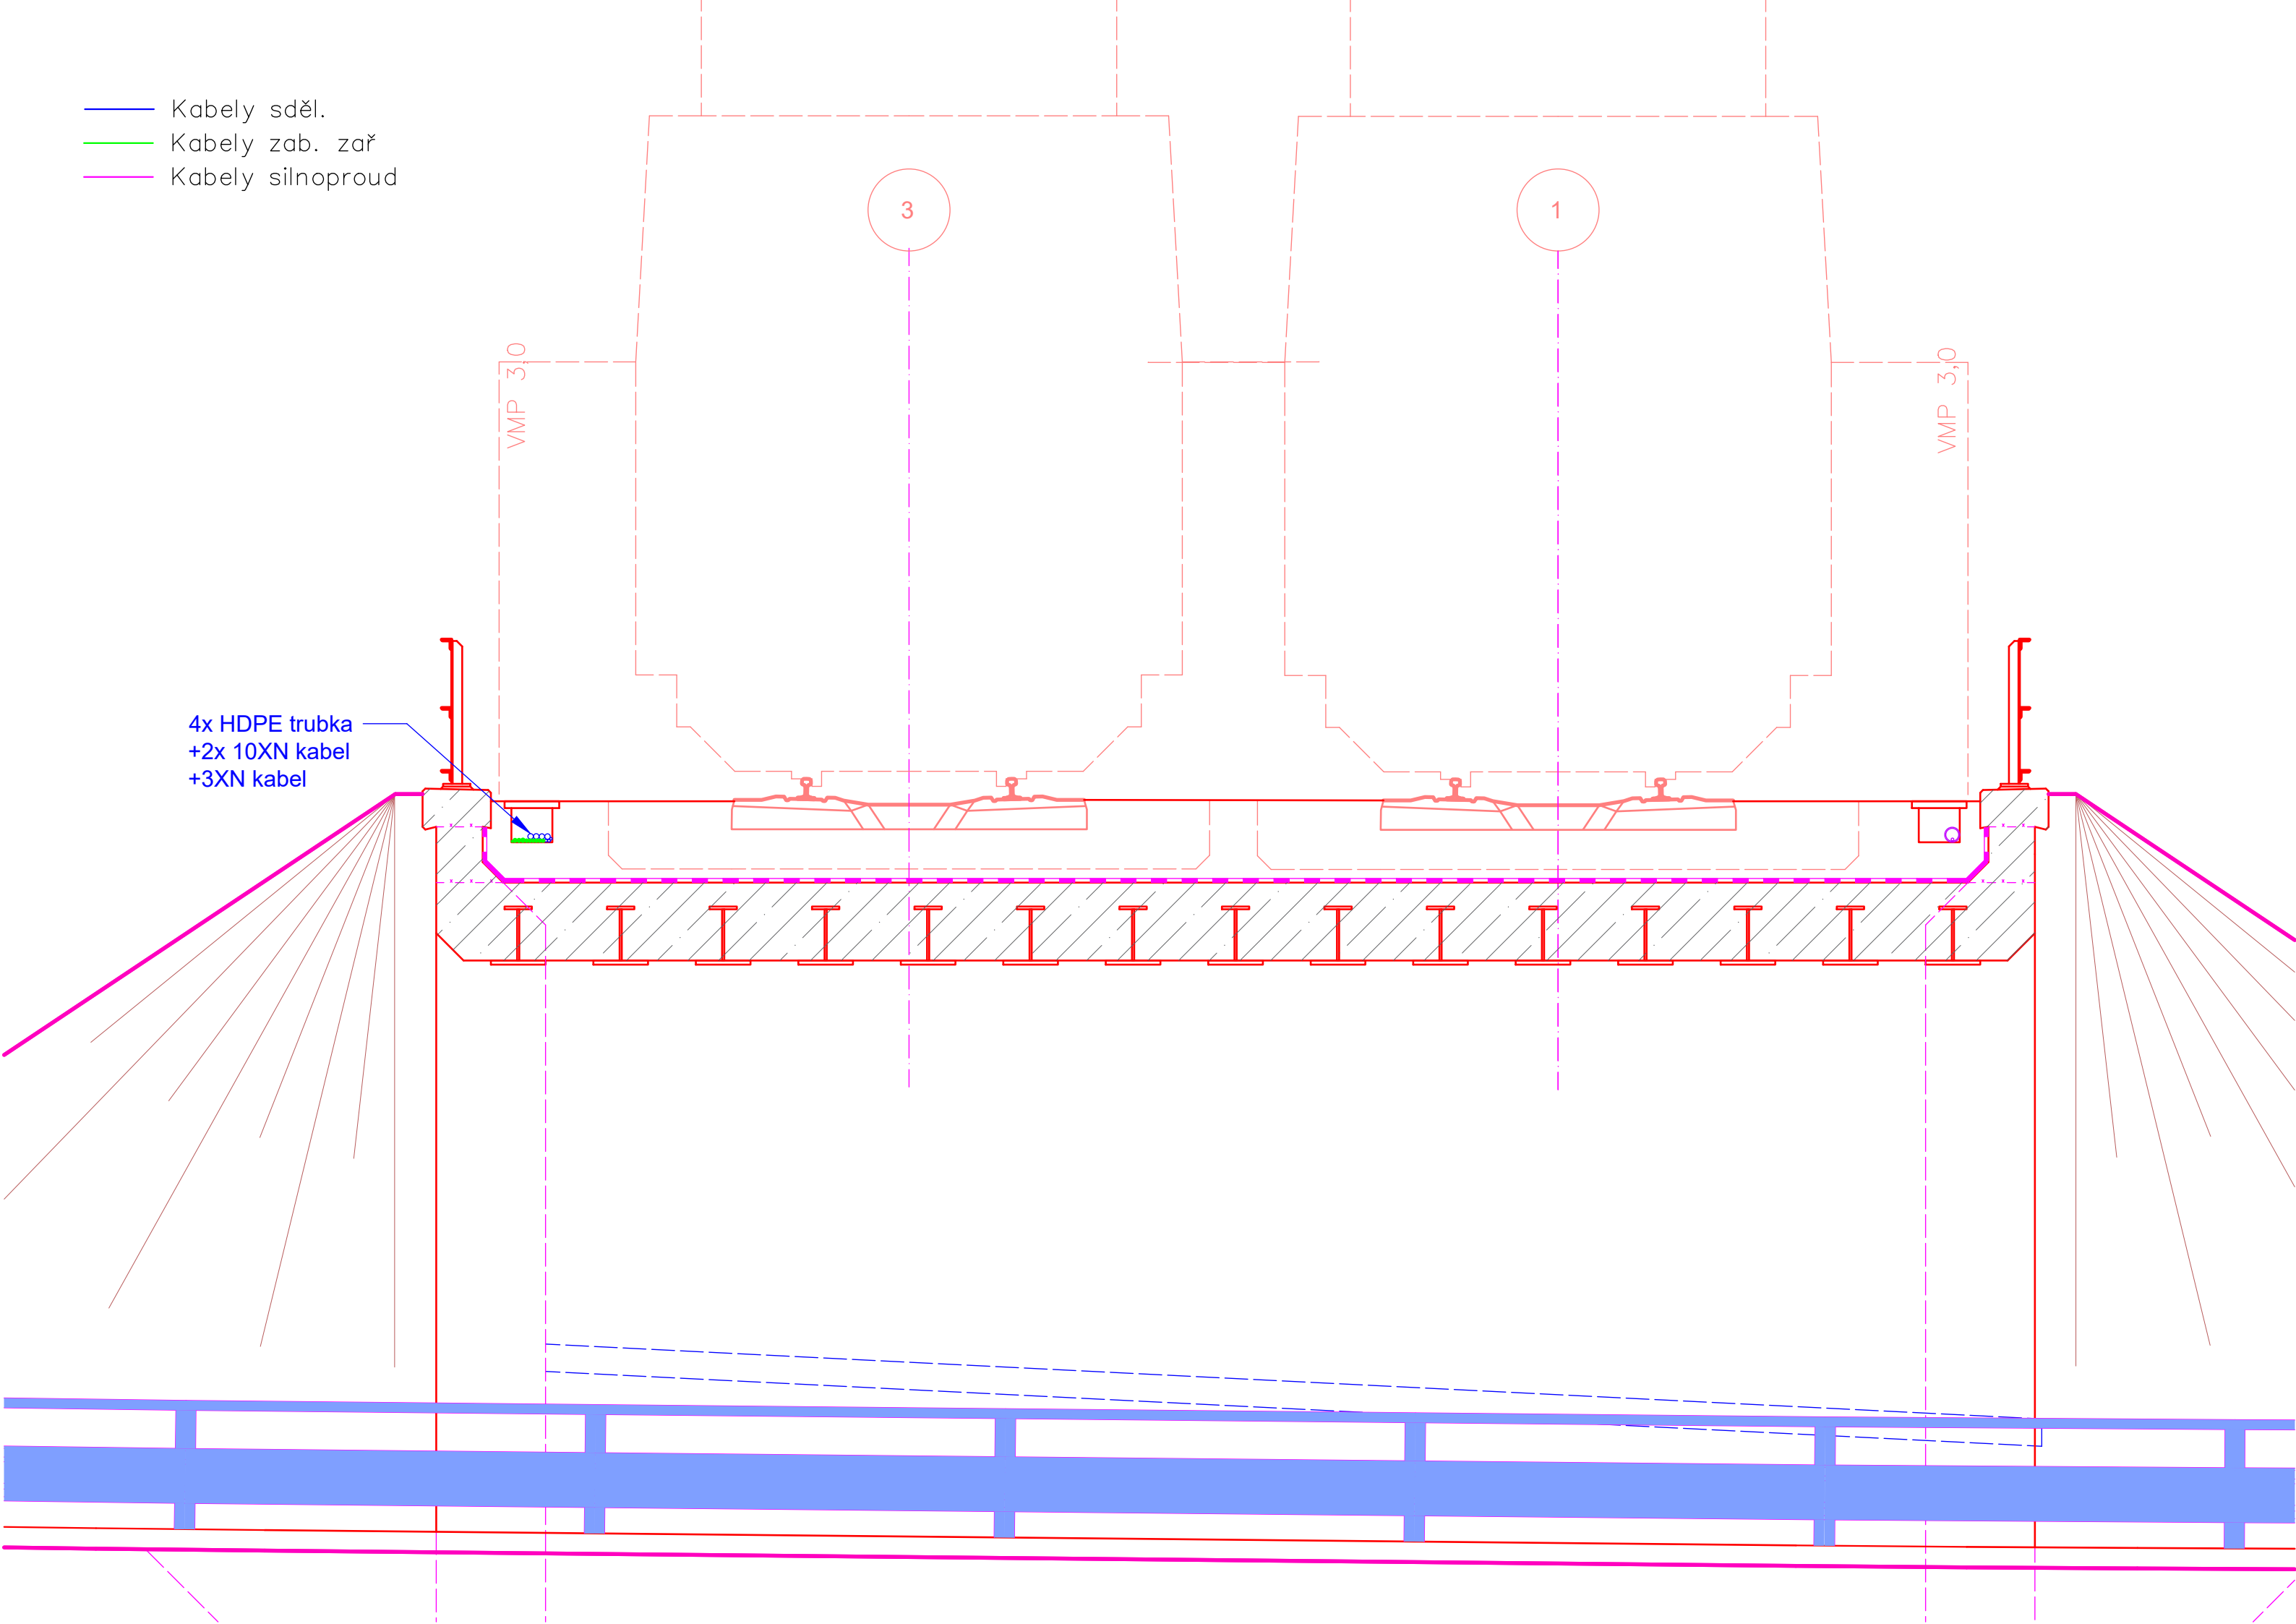 Kabely sděl.
Kabely zab. zař
Kabely silnoproud
3
1
VMP 3,0
VMP 3,0
4x HDPE trubka
+2x 10XN kabel
+3XN kabel